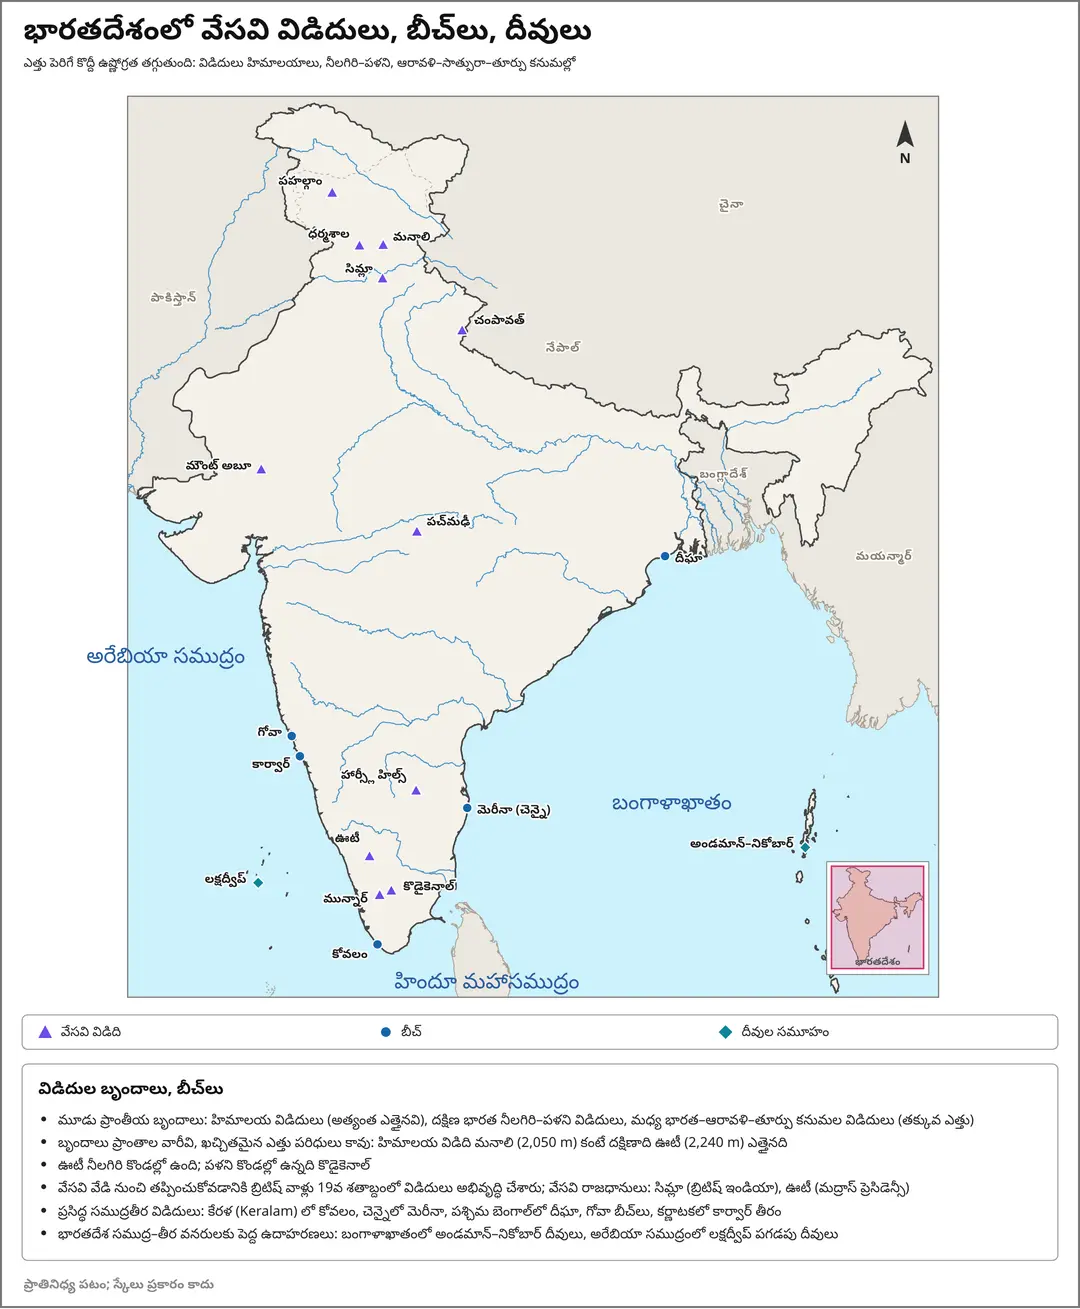 భారతదేశంలో వేసవి విడిదులు, బీచ్‌లు, దీవులు
ఎత్తు పెరిగే కొద్దీ ఉష్ణోగ్రత తగ్గుతుంది: విడిదులు హిమాలయాలు, నీలగిరి–పళని, ఆరావళి–సాత్పురా–తూర్పు కనుమల్లో
N
పహల్గాం
చైనా
ధర్మశాల
మనాలి
సిమ్లా
పాకిస్తాన్
చంపావత్
నేపాల్
మౌంట్ అబూ
బంగ్లాదేశ్
పచ్‌మఢీ
దీఘా
మయన్మార్
అరేబియా సముద్రం
గోవా
కార్వార్
హార్స్లీ హిల్స్
మెరీనా (చెన్నై)
బంగాళాఖాతం
ఊటీ
అండమాన్–నికోబార్
లక్షద్వీప్
కొడైకెనాల్
మున్నార్
కోవలం
భారతదేశం
హిందూ మహాసముద్రం
వేసవి విడిది
బీచ్
దీవుల సమూహం
విడిదుల బృందాలు, బీచ్‌లు
• మూడు ప్రాంతీయ బృందాలు: హిమాలయ విడిదులు (అత్యంత ఎత్తైనవి), దక్షిణ భారత నీలగిరి–పళని విడిదులు, మధ్య భారత–ఆరావళి–తూర్పు కనుమల విడిదులు (తక్కువ ఎత్తు)
• బృందాలు ప్రాంతాల వారీవి, ఖచ్చితమైన ఎత్తు పరిధులు కావు: హిమాలయ విడిది మనాలి (2,050 m) కంటే దక్షిణాది ఊటీ (2,240 m) ఎత్తైనది
• ఊటీ నీలగిరి కొండల్లో ఉంది; పళని కొండల్లో ఉన్నది కొడైకెనాల్
• వేసవి వేడి నుంచి తప్పించుకోవడానికి బ్రిటిష్ వాళ్లు 19వ శతాబ్దంలో విడిదులు అభివృద్ధి చేశారు; వేసవి రాజధానులు: సిమ్లా (బ్రిటిష్ ఇండియా), ఊటీ (మద్రాస్ ప్రెసిడెన్సీ)
• ప్రసిద్ధ సముద్రతీర విడిదులు: కేరళ (Keralam) లో కోవలం, చెన్నైలో మెరీనా, పశ్చిమ బెంగాల్‌లో దీఘా, గోవా బీచ్‌లు, కర్ణాటకలో కార్వార్ తీరం
• భారతదేశ సముద్ర–తీర వనరులకు పెద్ద ఉదాహరణలు: బంగాళాఖాతంలో అండమాన్–నికోబార్ దీవులు, అరేబియా సముద్రంలో లక్షద్వీప్ పగడపు దీవులు
ప్రాతినిధ్య పటం; స్కేలు ప్రకారం కాదు